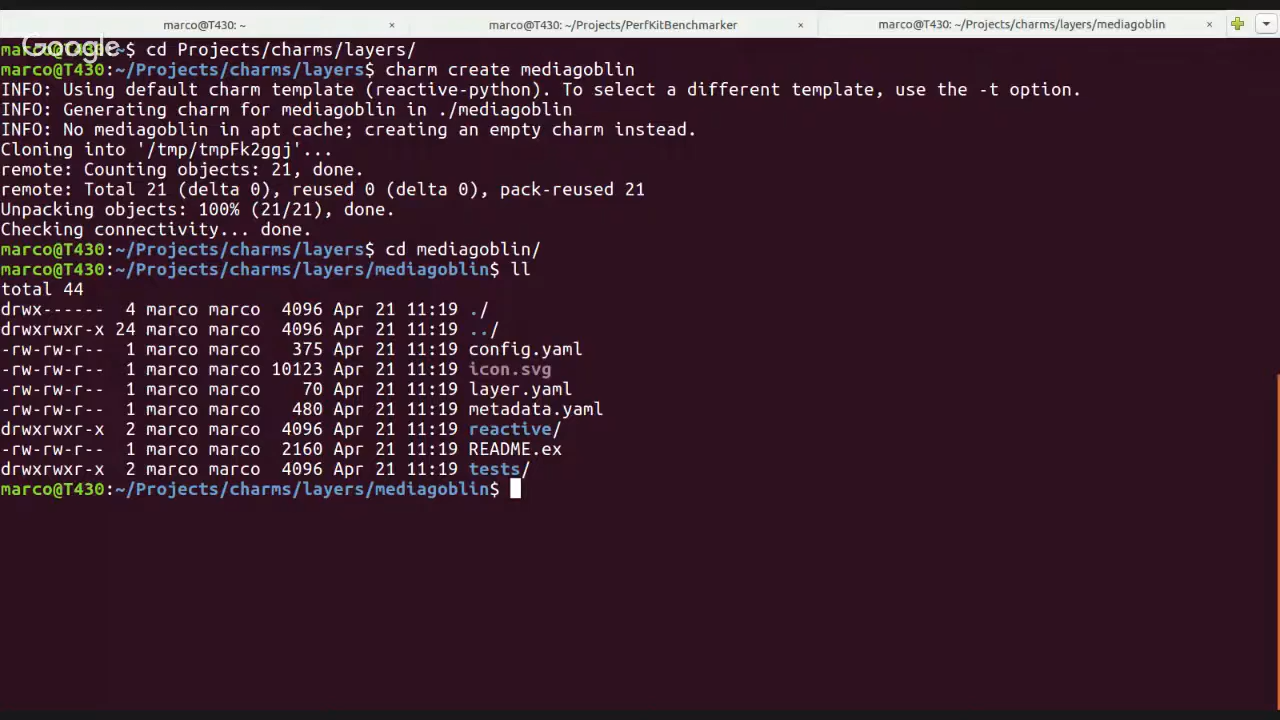 marco@T430: ~ × marco@T430: ~/Projects/PerfKitBenchmarker × marco@T430: ~/Projects/charms/layers/mediagoblin ×
Google
marco@T430:~$ cd Projects/charms/layers/
marco@T430:~/Projects/charms/layers$ charm create mediagoblin
INFO: Using default charm template (reactive-python). To select a different template, use the -t option.
INFO: Generating charm for mediagoblin in ./mediagoblin
INFO: No mediagoblin in apt cache; creating an empty charm instead.
Cloning into '/tmp/tmpFk2ggj'...
remote: Counting objects: 21, done.
remote: Total 21 (delta 0), reused 0 (delta 0), pack-reused 21
Unpacking objects: 100% (21/21), done.
Checking connectivity... done.
marco@T430:~/Projects/charms/layers$ cd mediagoblin/
marco@T430:~/Projects/charms/layers/mediagoblin$ ll
total 44
drwx------  4 marco marco  4096 Apr 21 11:19 ./
drwxrwxr-x 24 marco marco  4096 Apr 21 11:19 ../
-rw-rw-r--  1 marco marco   375 Apr 21 11:19 config.yaml
-rw-rw-r--  1 marco marco 10123 Apr 21 11:19 icon.svg
-rw-rw-r--  1 marco marco    70 Apr 21 11:19 layer.yaml
-rw-rw-r--  1 marco marco   480 Apr 21 11:19 metadata.yaml
drwxrwxr-x  2 marco marco  4096 Apr 21 11:19 reactive/
-rw-rw-r--  1 marco marco  2160 Apr 21 11:19 README.ex
drwxrwxr-x  2 marco marco  4096 Apr 21 11:19 tests/
marco@T430:~/Projects/charms/layers/mediagoblin$